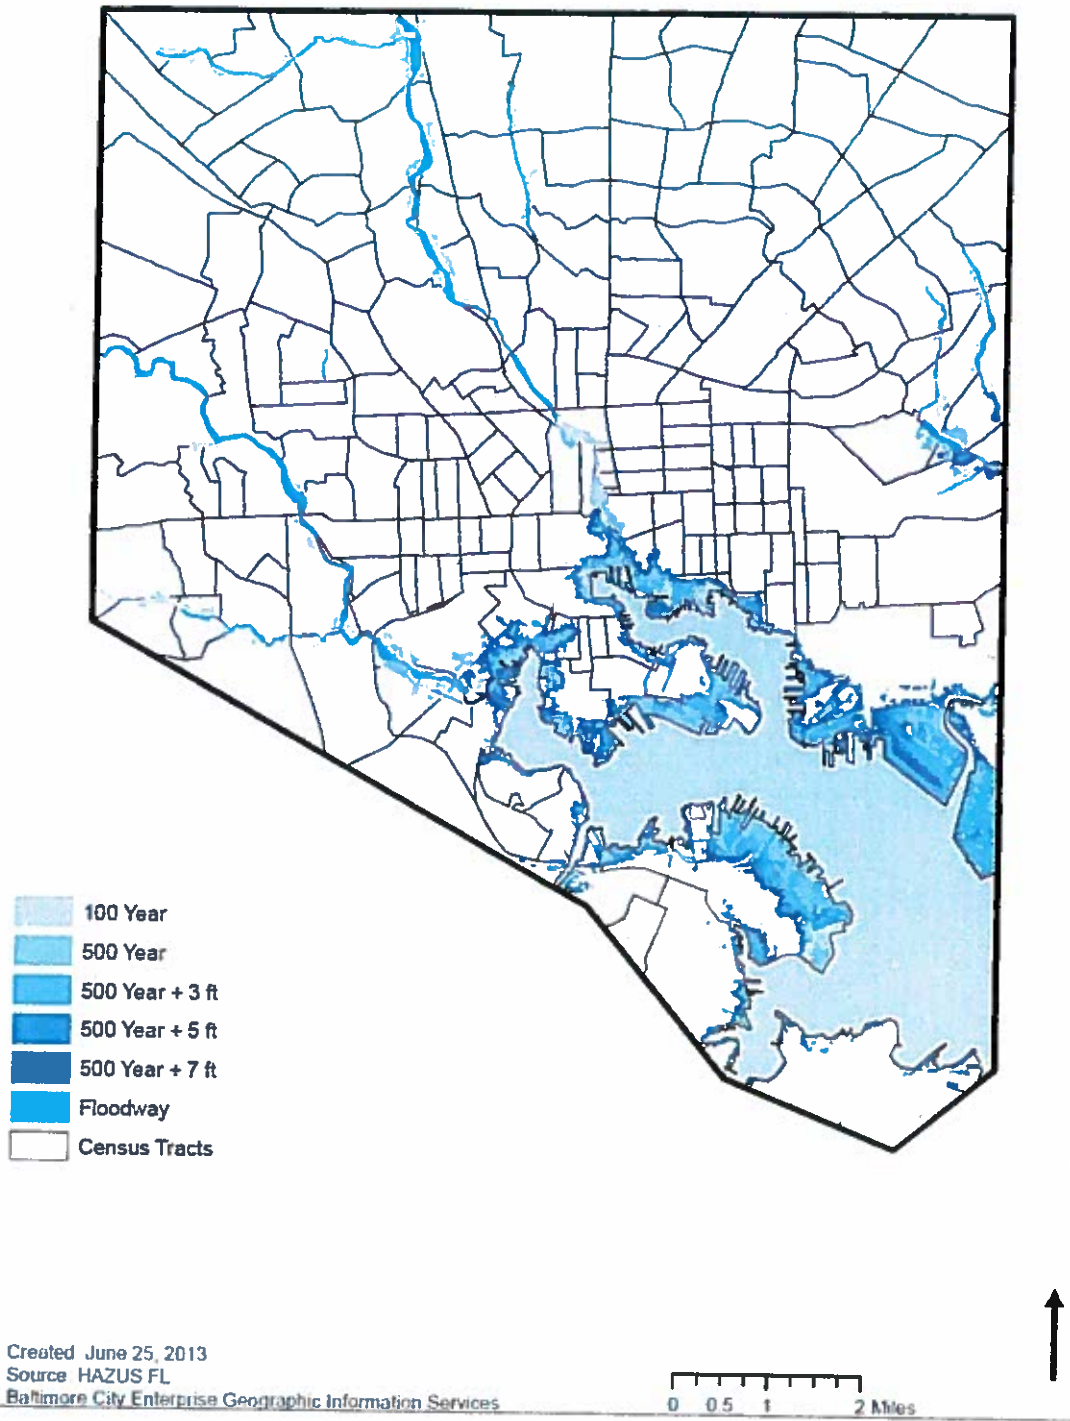 100 Year
500 Year
500 Year + 3 ft
500 Year + 5 ft
500 Year + 7 ft
Floodway
Census Tracts
Created June 25, 2013
Source HAZUS FL
Baltimore City Enterprise Geographic Information Services
0 0 5 1 2 Miles